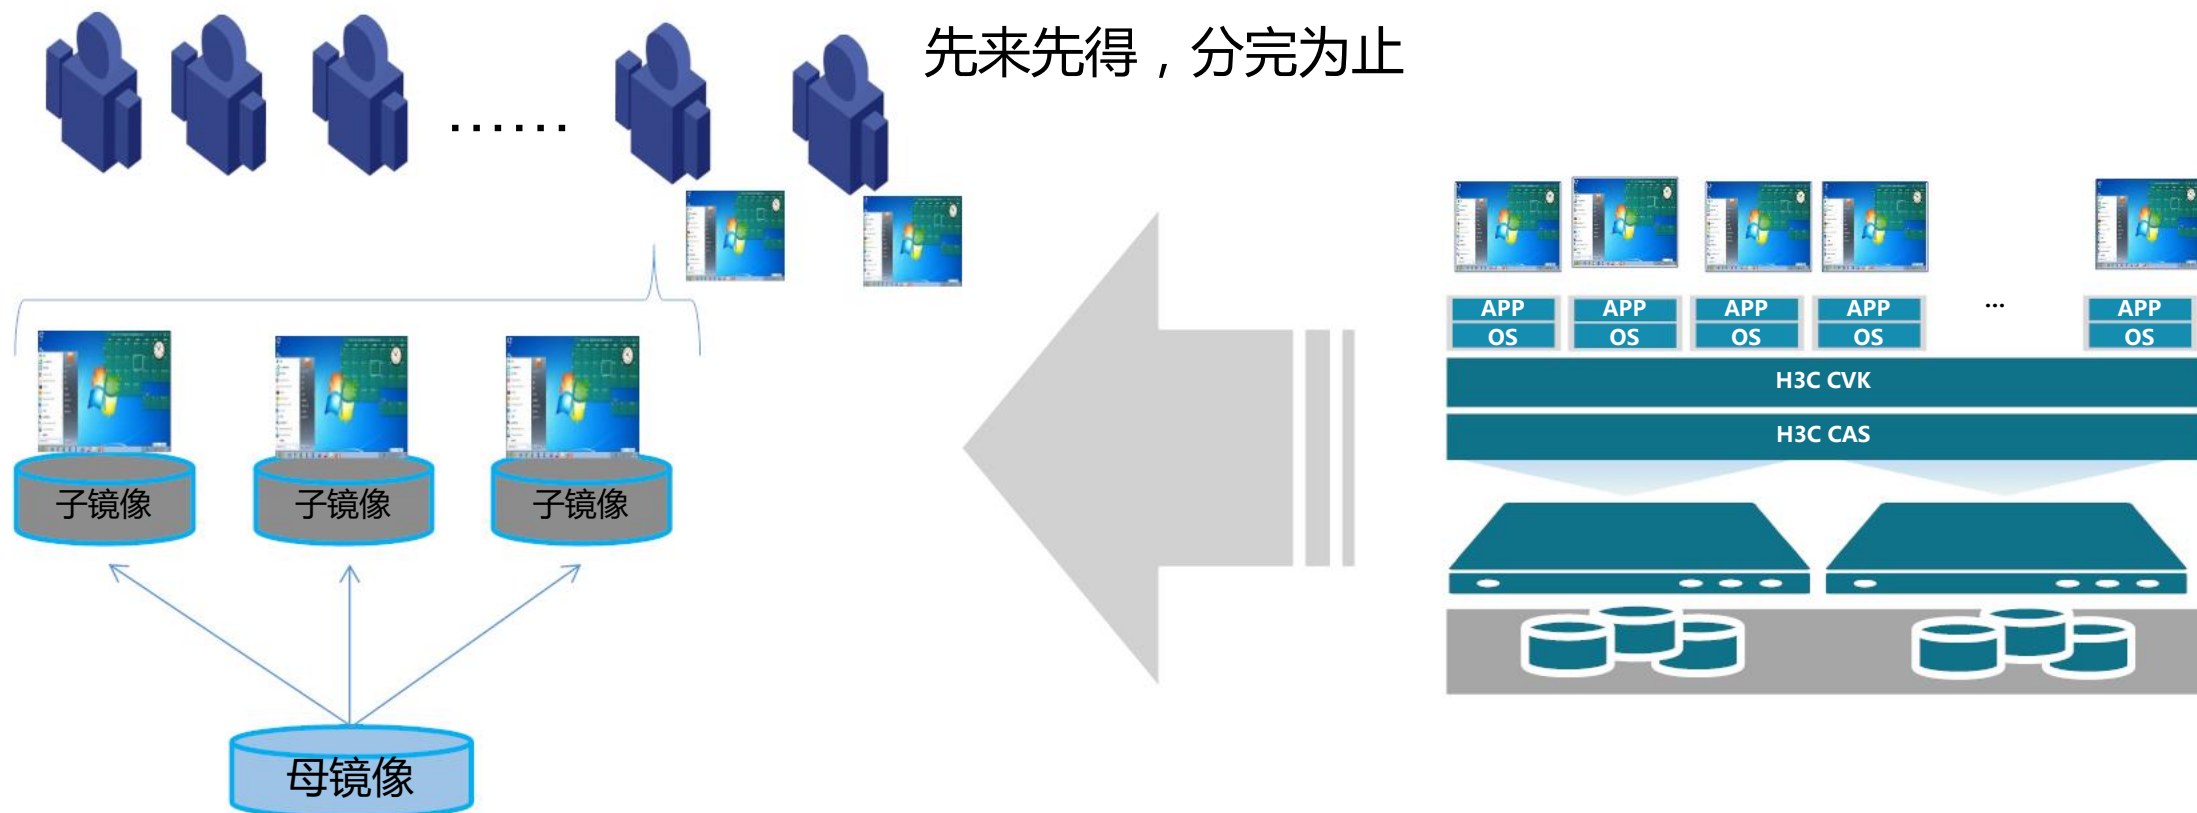 先来先得，分完为止
……
APP
OS
APP
OS
APP
OS
APP
OS
...
APP
OS
H3C CVK
H3C CAS
子镜像
子镜像
子镜像
母镜像